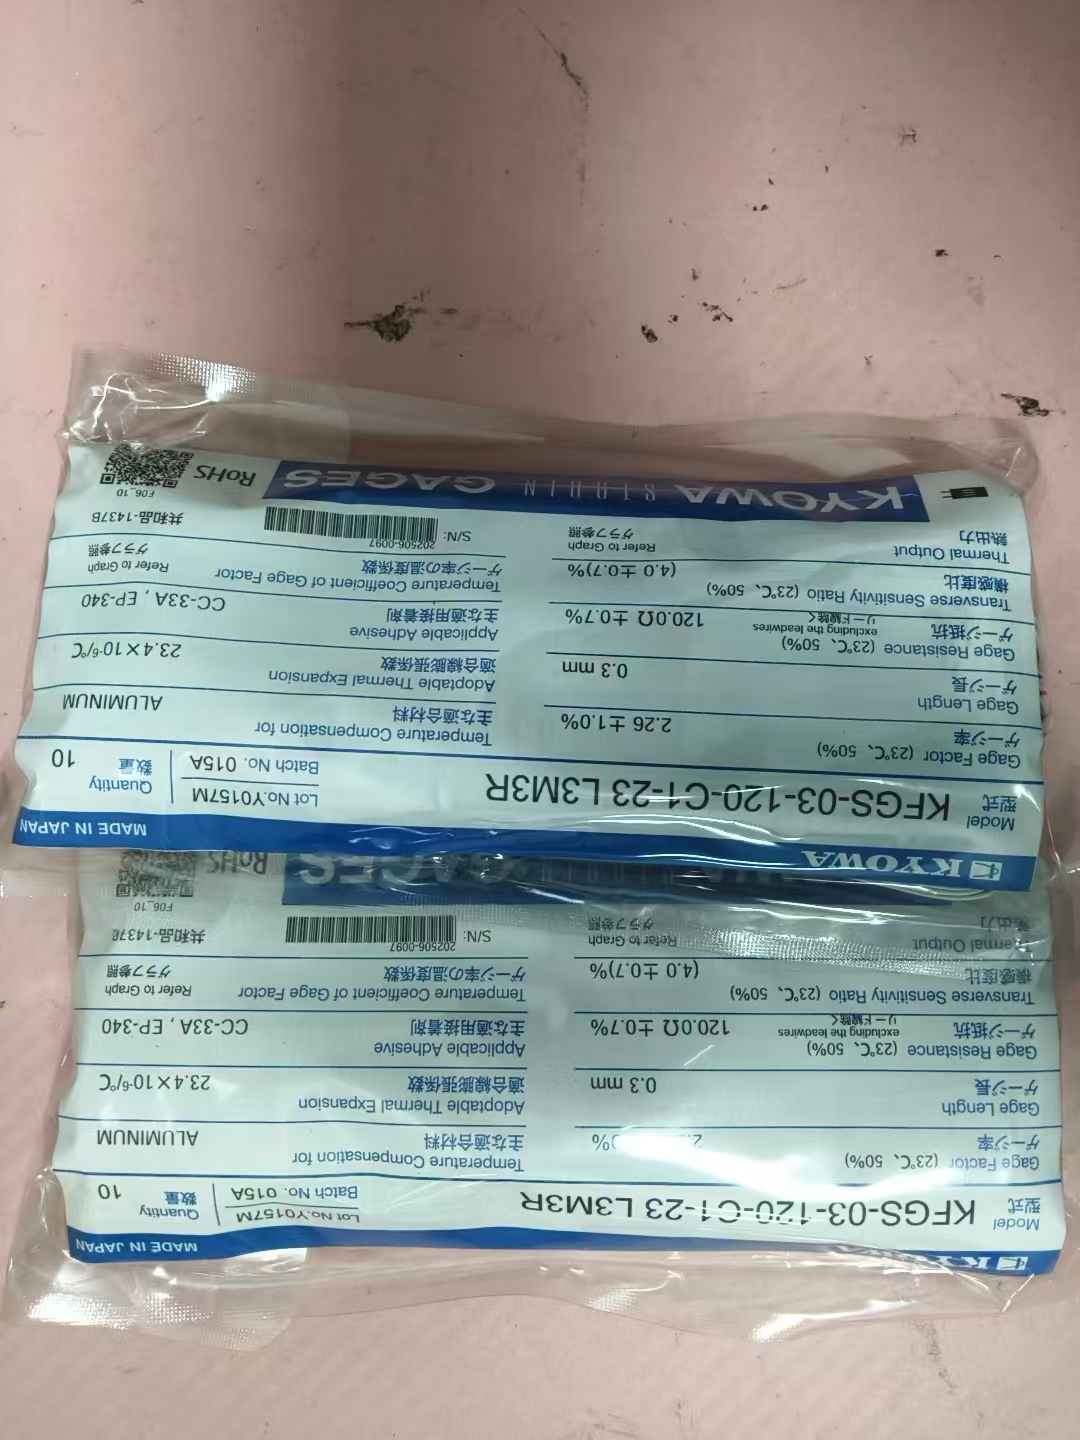 KYOWA
MADE IN JAPAN
Model
型式
KFGS-03-120-C1-23 L3M3R
Lot No.Y0157M
Batch No. 015A
Quantity
数量
10
Gage Factor (23℃、50%)
ゲージ率
2.26 ±1.0%
Gage Length
ゲージ長
0.3 mm
Gage Resistance (23℃、50%)
ゲージ抵抗
excluding the leadwires
リード線除く
120.0Ω ±0.7%
Transverse Sensitivity Ratio (23℃、50%)
横感度比
(4.0 ±0.7)%
Thermal Output
熱出力
Refer to Graph
グラフ参照
Temperature Compensation for
主な適合材料
ALUMINUM
Adoptable Thermal Expansion
適合線膨張係数
23.4×10-6/℃
Applicable Adhesive
主な適用接着剤
CC-33A , EP-340
Temperature Coefficient of Gage Factor
ゲージ率の温度係数
Refer to Graph
グラフ参照
S/N:
202506-0097
共和品-1437B
KYOWA STRAIN GAGES
RoHS
F06_10
KYOWA
MADE IN JAPAN
Model
型式
KFGS-03-120-C1-23 L3M3R
Lot No.Y0157M
Batch No. 015A
Quantity
数量
10
Gage Factor (23℃、50%)
ゲージ率
Gage Length
ゲージ長
0.3 mm
Gage Resistance (23℃、50%)
ゲージ抵抗
excluding the leadwires
リード線除く
120.0Ω ±0.7%
Transverse Sensitivity Ratio (23℃、50%)
横感度比
(4.0 ±0.7)%
Thermal Output
熱出力
Refer to Graph
グラフ参照
Temperature Compensation for
主な適合材料
ALUMINUM
Adoptable Thermal Expansion
適合線膨張係数
23.4×10-6/℃
Applicable Adhesive
主な適用接着剤
CC-33A , EP-340
Temperature Coefficient of Gage Factor
ゲージ率の温度係数
Refer to Graph
グラフ参照
S/N:
202506-0097
GAGES
RoHS
F06_10